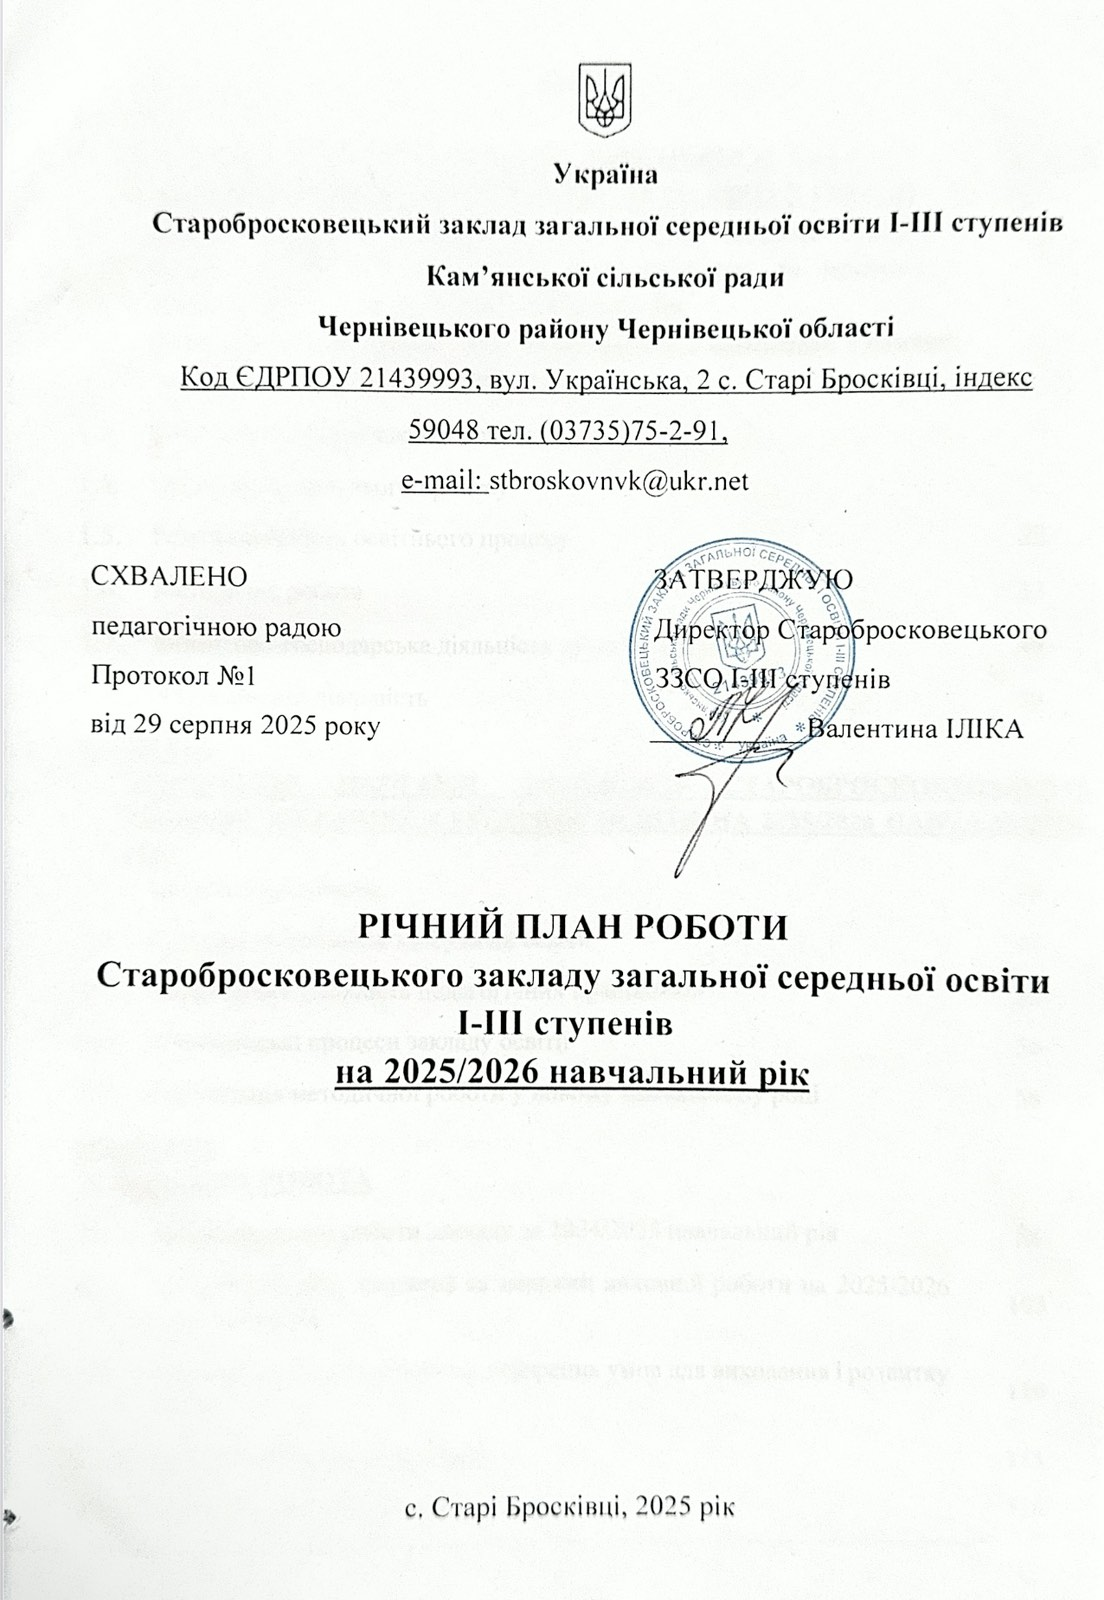 Україна
Старобросковецький заклад загальної середньої освіти І-ІІІ ступенів
Кам’янської сільської ради
Чернівецького району Чернівецької області
Код ЄДРПОУ 21439993, вул. Українська, 2 с. Старі Бросківці, індекс
59048 тел. (03735)75-2-91,
e-mail: stbroskovnvk@ukr.net
СХВАЛЕНО
педагогічною радою
Протокол №1
від 29 серпня 2025 року
ЗАТВЕРДЖУЮ
Директор Старобросковецького
ЗЗСО І-ІІІ ступенів
Валентина ІЛІКА
РІЧНИЙ ПЛАН РОБОТИ
Старобросковецького закладу загальної середньої освіти
І-ІІІ ступенів
на 2025/2026 навчальний рік
с. Старі Бросківці, 2025 рік